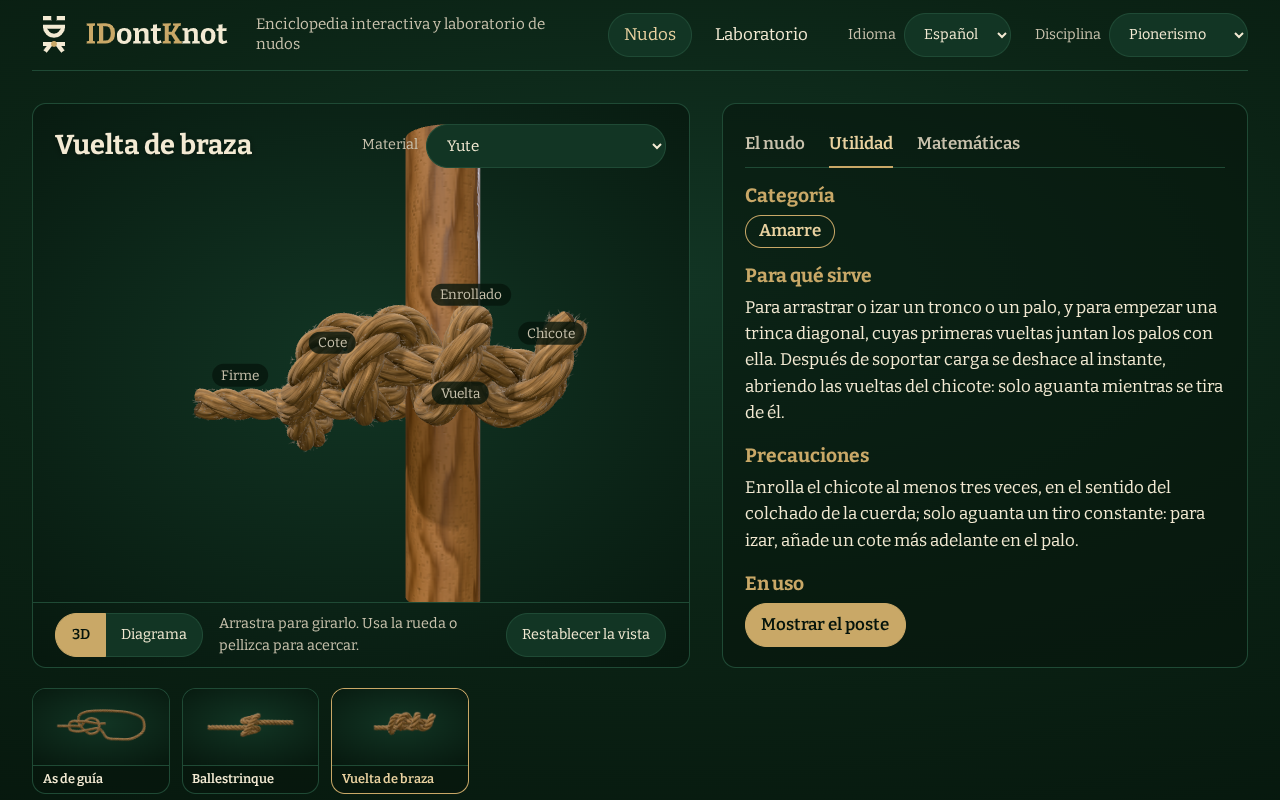 IDontKnot
Enciclopedia interactiva y laboratorio de
nudos
Nudos
Laboratorio
Idioma
Español
Disciplina
Pionerismo
Vuelta de braza
Material
Yute
Enrollado
Chicote
Cote
Firme
Vuelta
3D
Diagrama
Arrastra para girarlo. Usa la rueda o
pellizca para acercar.
Restablecer la vista
El nudo
Utilidad
Matemáticas
Categoría
Amarre
Para qué sirve
Para arrastrar o izar un tronco o un palo, y para empezar una
trinca diagonal, cuyas primeras vueltas juntan los palos con
ella. Después de soportar carga se deshace al instante,
abriendo las vueltas del chicote: solo aguanta mientras se tira
de él.
Precauciones
Enrolla el chicote al menos tres veces, en el sentido del
colchado de la cuerda; solo aguanta un tiro constante: para
izar, añade un cote más adelante en el palo.
En uso
Mostrar el poste
As de guía
Ballestrinque
Vuelta de braza